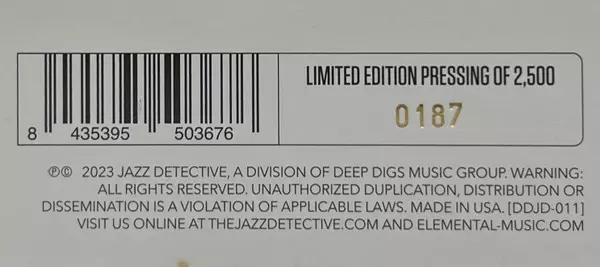 LIMITED EDITION PRESSING OF 2,500
0187
8 435395 503676
℗© 2023 JAZZ DETECTIVE, A DIVISION OF DEEP DIGS MUSIC GROUP. WARNING:
ALL RIGHTS RESERVED. UNAUTHORIZED DUPLICATION, DISTRIBUTION OR
DISSEMINATION IS A VIOLATION OF APPLICABLE LAWS. MADE IN USA. [DDJD-011]
VISIT US ONLINE AT THEJAZZDETECTIVE.COM AND ELEMENTAL-MUSIC.COM